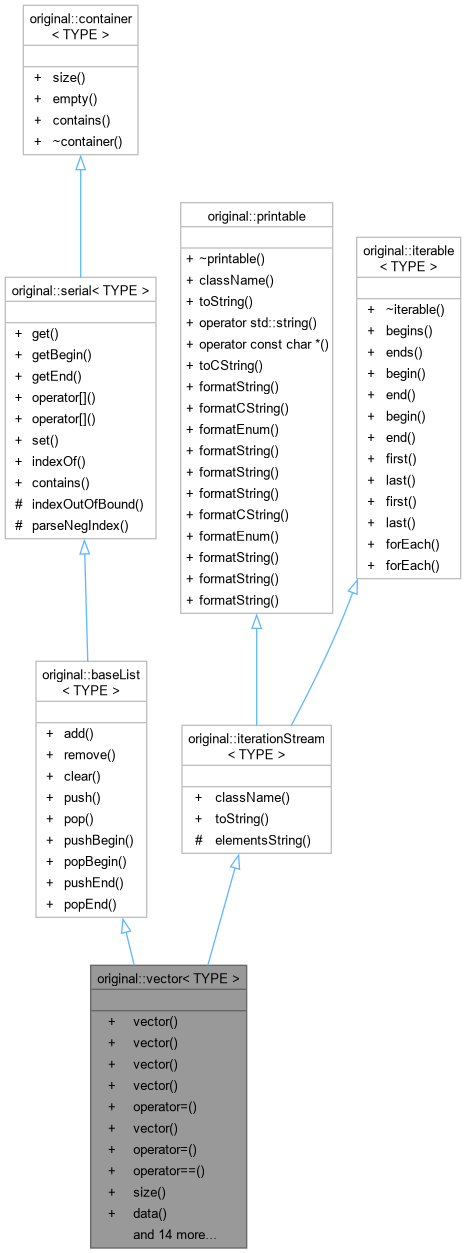 original::container
< TYPE >
+ size()
+ empty()
+ contains()
+ ~container()
original::serial< TYPE >
+ get()
+ getBegin()
+ getEnd()
+ operator[]()
+ operator[]()
+ set()
+ indexOf()
+ contains()
# indexOutOfBound()
# parseNegIndex()
original::printable
+ ~printable()
+ className()
+ toString()
+ operator std::string()
+ operator const char *()
+ toCString()
+ formatString()
+ formatCString()
+ formatEnum()
+ formatString()
+ formatString()
+ formatString()
+ formatCString()
+ formatEnum()
+ formatString()
+ formatString()
+ formatString()
original::iterable
< TYPE >
+ ~iterable()
+ begins()
+ ends()
+ begin()
+ end()
+ begin()
+ end()
+ first()
+ last()
+ first()
+ last()
+ forEach()
+ forEach()
original::baseList
< TYPE >
+ add()
+ remove()
+ clear()
+ push()
+ pop()
+ pushBegin()
+ popBegin()
+ pushEnd()
+ popEnd()
original::iterationStream
< TYPE >
+ className()
+ toString()
# elementsString()
original::vector< TYPE >
+ vector()
+ vector()
+ vector()
+ vector()
+ operator=()
+ vector()
+ operator=()
+ operator==()
+ size()
+ data()
and 14 more...